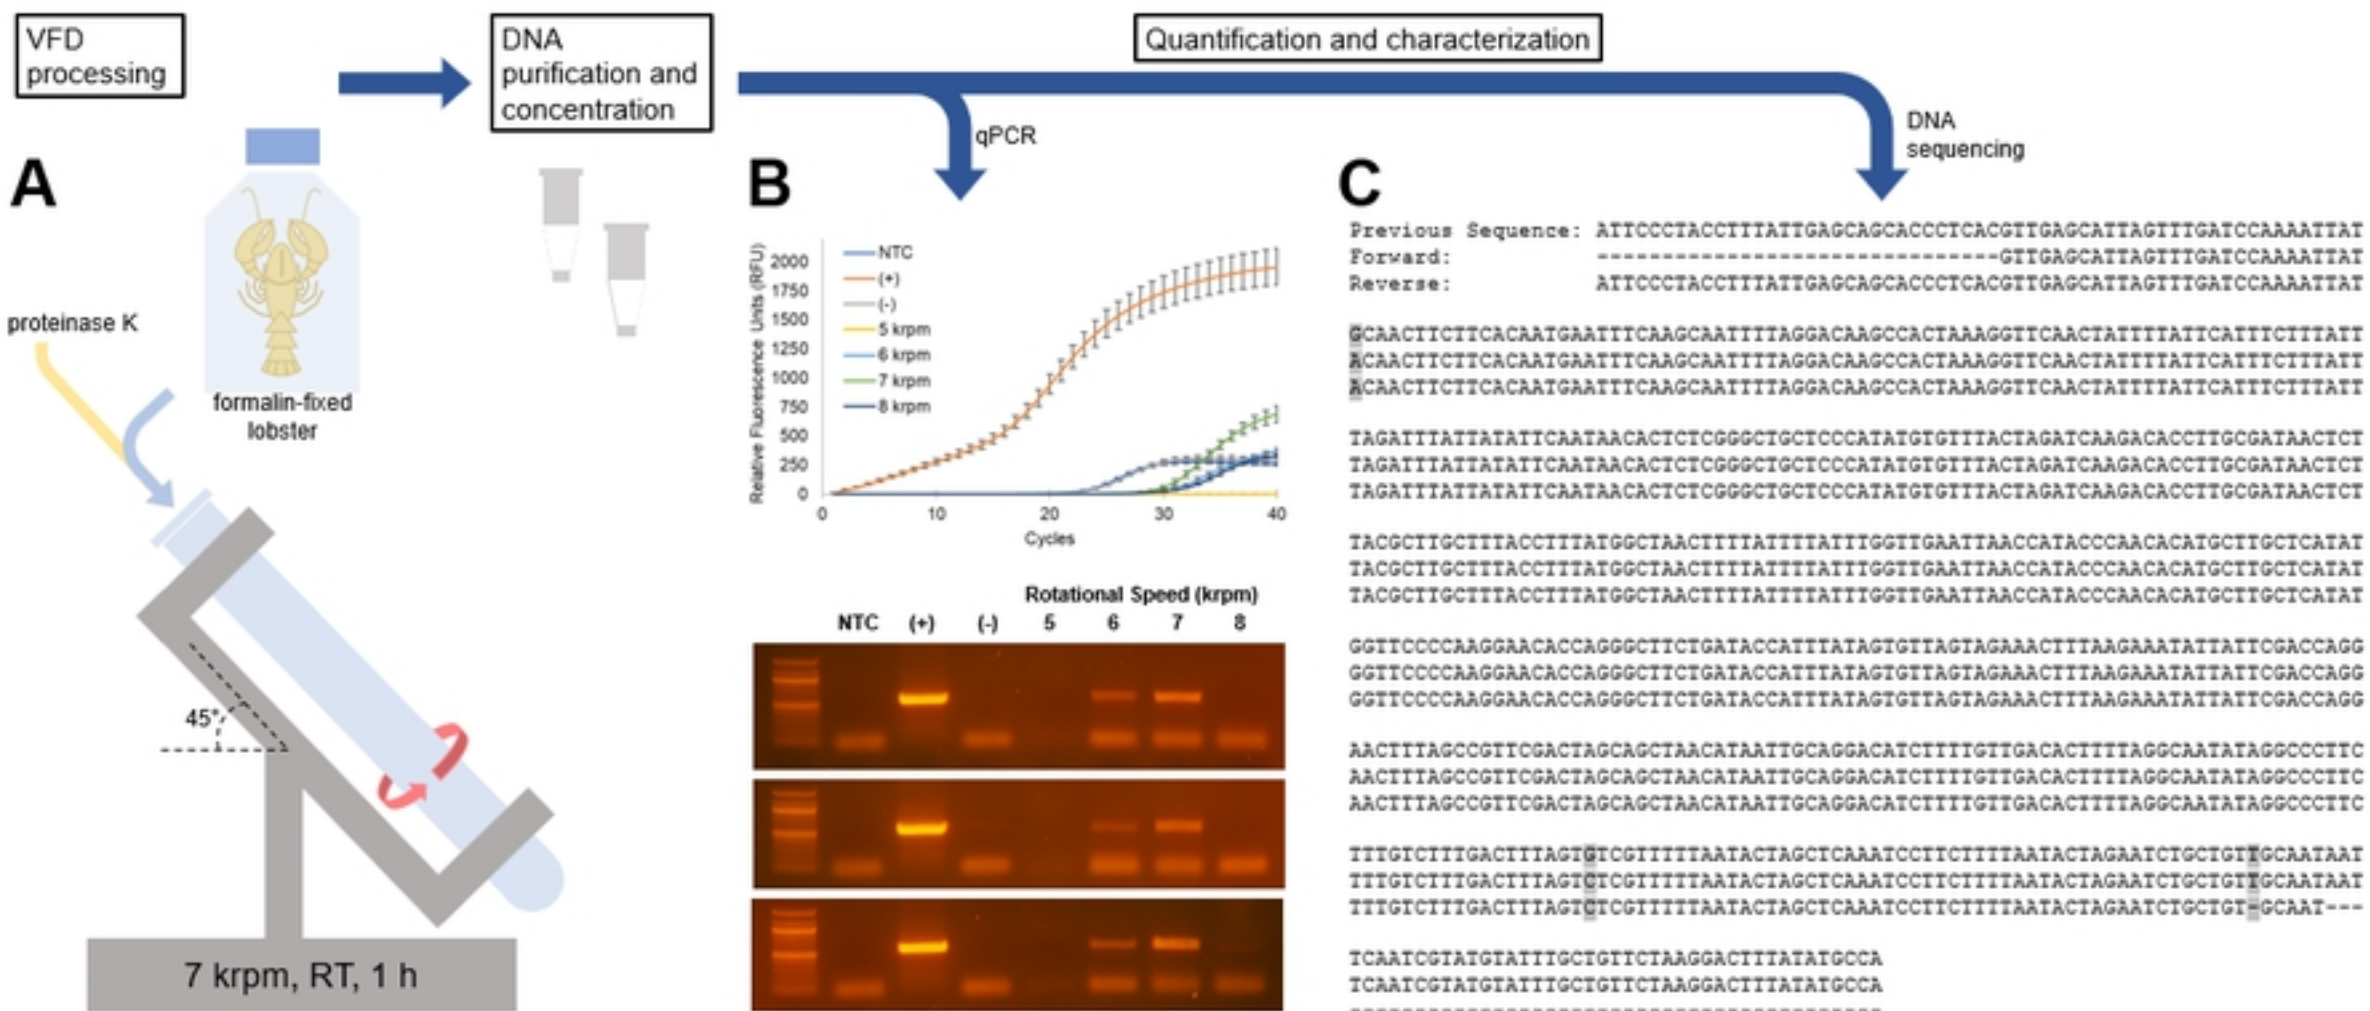 VFD
processing
DNA
purification and
concentration
Quantification and characterization
qPCR
DNA
sequencing
A
proteinase K
formalin-fixed
lobster
45°
7 krpm, RT, 1 h
B
Relative Fluorescence Units (RFU)
2000
1750
1500
1250
1000
750
500
250
0
NTC
(+)
(-)
5 krpm
6 krpm
7 krpm
8 krpm
0 10 20 30 40
Cycles
Rotational Speed (krpm)
NTC (+) (-) 5 6 7 8
C
Previous Sequence: ATTCCCTACCTTTATTGAGCAGCACCCTCACGTTGAGCATTAGTTTGATCCAAAATTAT
Forward: -------------------------------GTTGAGCATTAGTTTGATCCAAAATTAT
Reverse: ATTCCCTACCTTTATTGAGCAGCACCCTCACGTTGAGCATTAGTTTGATCCAAAATTAT
GCAACTTCTTCACAATGAATTTCAAGCAATTTTAGGACAAGCCACTAAAGGTTCAACTATTTTATTCATTTCTTTATT
ACAACTTCTTCACAATGAATTTCAAGCAATTTTAGGACAAGCCACTAAAGGTTCAACTATTTTATTCATTTCTTTATT
ACAACTTCTTCACAATGAATTTCAAGCAATTTTAGGACAAGCCACTAAAGGTTCAACTATTTTATTCATTTCTTTATT
TAGATTTATTATATTCAATAACACTCTCGGGCTGCTCCCATATGTGTTTACTAGATCAAGACACCTTGCGATAACTCT
TAGATTTATTATATTCAATAACACTCTCGGGCTGCTCCCATATGTGTTTACTAGATCAAGACACCTTGCGATAACTCT
TAGATTTATTATATTCAATAACACTCTCGGGCTGCTCCCATATGTGTTTACTAGATCAAGACACCTTGCGATAACTCT
TACGCTTGCTTTACCTTTATGGCTAACTTTTATTTTATTTGGTTGAATTAACCATACCCAACACATGCTTGCTCATAT
TACGCTTGCTTTACCTTTATGGCTAACTTTTATTTTATTTGGTTGAATTAACCATACCCAACACATGCTTGCTCATAT
TACGCTTGCTTTACCTTTATGGCTAACTTTTATTTTATTTGGTTGAATTAACCATACCCAACACATGCTTGCTCATAT
GGTTCCCCAAGGAACACCAGGGCTTCTGATACCATTTATAGTGTTAGTAGAAACTTTAAGAAATATTATTCGACCAGG
GGTTCCCCAAGGAACACCAGGGCTTCTGATACCATTTATAGTGTTAGTAGAAACTTTAAGAAATATTATTCGACCAGG
GGTTCCCCAAGGAACACCAGGGCTTCTGATACCATTTATAGTGTTAGTAGAAACTTTAAGAAATATTATTCGACCAGG
AACTTTAGCCGTTCGACTAGCAGCTAACATAATTGCAGGACATCTTTTGTTGACACTTTTAGGCAATATAGGCCCTTC
AACTTTAGCCGTTCGACTAGCAGCTAACATAATTGCAGGACATCTTTTGTTGACACTTTTAGGCAATATAGGCCCTTC
AACTTTAGCCGTTCGACTAGCAGCTAACATAATTGCAGGACATCTTTTGTTGACACTTTTAGGCAATATAGGCCCTTC
TTTGTCTTTGACTTTAGTGTCGTTTTTAATACTAGCTCAAATCCTTCTTTTAATACTAGAATCTGCTGTTGCAATAAT
TTTGTCTTTGACTTTAGTCTCGTTTTTAATACTAGCTCAAATCCTTCTTTTAATACTAGAATCTGCTGTTGCAATAAT
TTTGTCTTTGACTTTAGTCTCGTTTTTAATACTAGCTCAAATCCTTCTTTTAATACTAGAATCTGCTGT-GCAAT---
TCAATCGTATGTATTTGCTGTTCTAAGGACTTTATATGCCA
TCAATCGTATGTATTTGCTGTTCTAAGGACTTTATATGCCA
-----------------------------------------